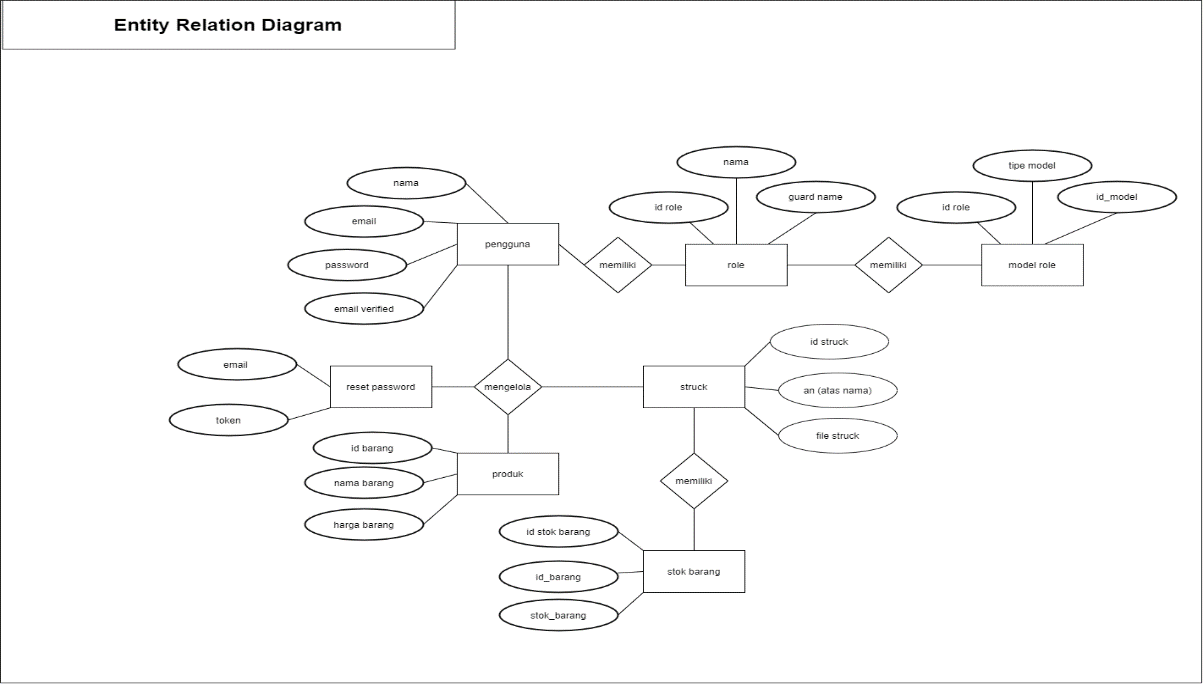 Entity Relation Diagram
nama
tipe model
nama
id role
guard name
id role
id_model
email
pengguna
password
memiliki
role
memiliki
model role
email verified
id struck
email
reset password
mengelola
struck
an (atas nama)
token
file struck
id barang
nama barang
produk
memiliki
harga barang
id stok barang
id_barang
stok barang
stok_barang